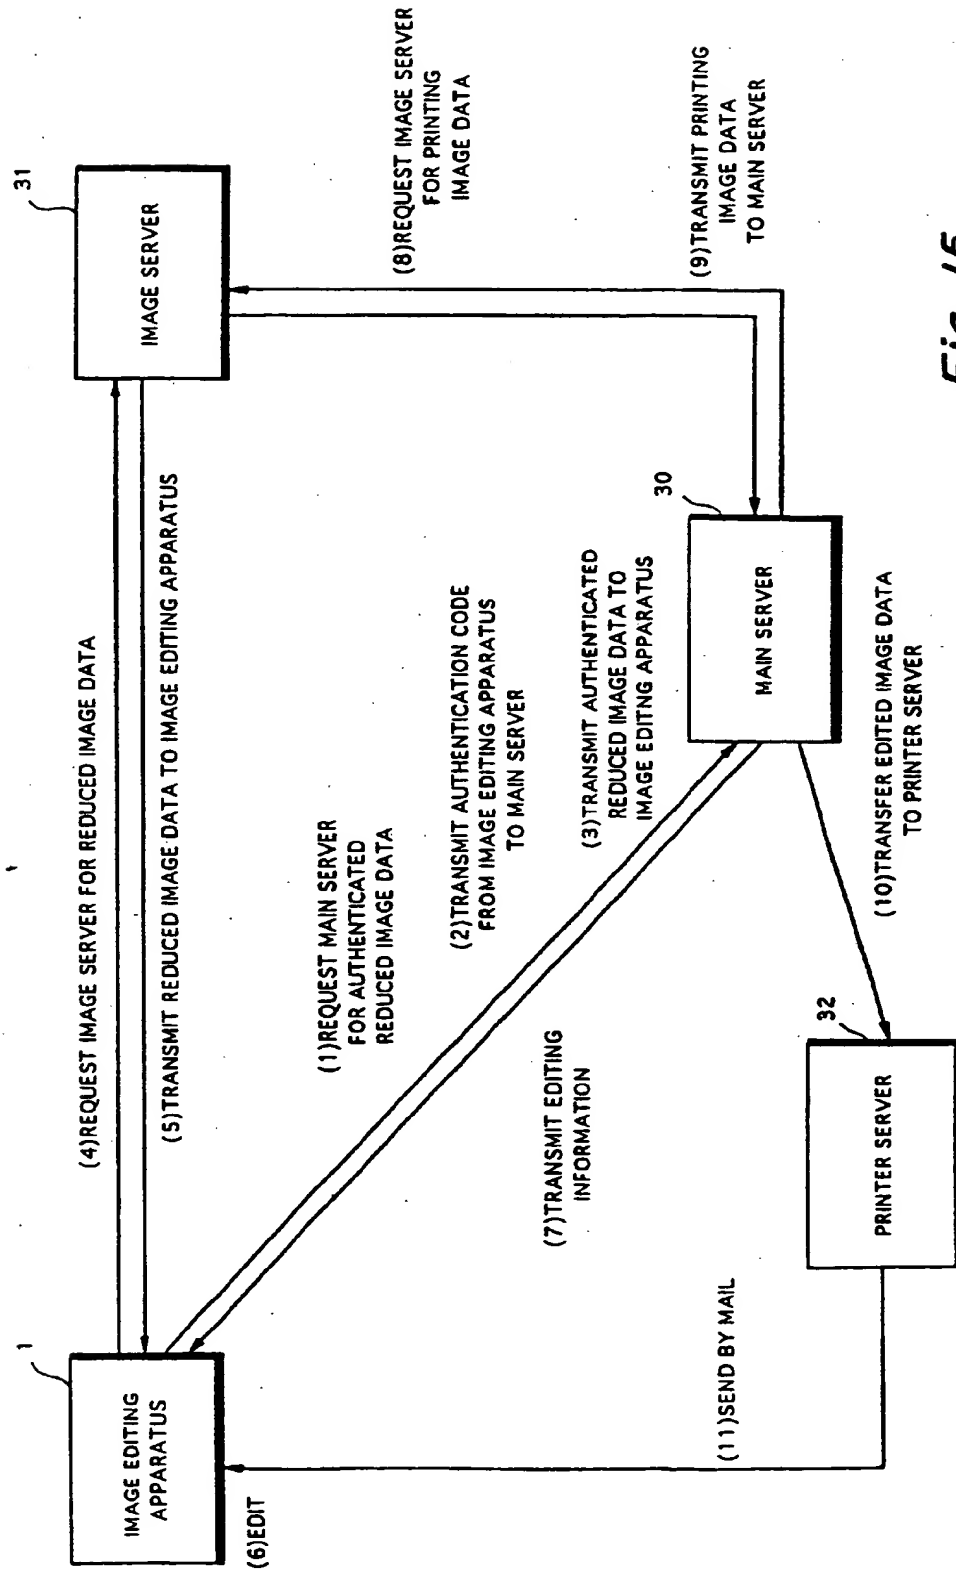 31
IMAGE SERVER
(4)REQUEST IMAGE SERVER FOR REDUCED IMAGE DATA
(5)TRANSMIT REDUCED IMAGE DATA TO IMAGE EDITING APPARATUS
1
IMAGE EDITING
APPARATUS
(6)EDIT
(8)REQUEST IMAGE SERVER
FOR PRINTING
IMAGE DATA
(9)TRANSMIT PRINTING
IMAGE DATA
TO MAIN SERVER
(1)REQUEST MAIN SERVER
FOR AUTHENTICATED
REDUCED IMAGE DATA
(2)TRANSMIT AUTHENTICATION CODE
FROM IMAGE EDITING APPARATUS
TO MAIN SERVER
(3)TRANSMIT AUTHENTICATED
REDUCED IMAGE DATA TO
IMAGE EDITNG APPARATUS
30
MAIN SERVER
(7)TRANSMIT EDITING
INFORMATION
(10)TRANSFER EDITED IMAGE DATA
TO PRINTER SERVER
32
PRINTER SERVER
(11)SEND BY MAIL
Fig. 15